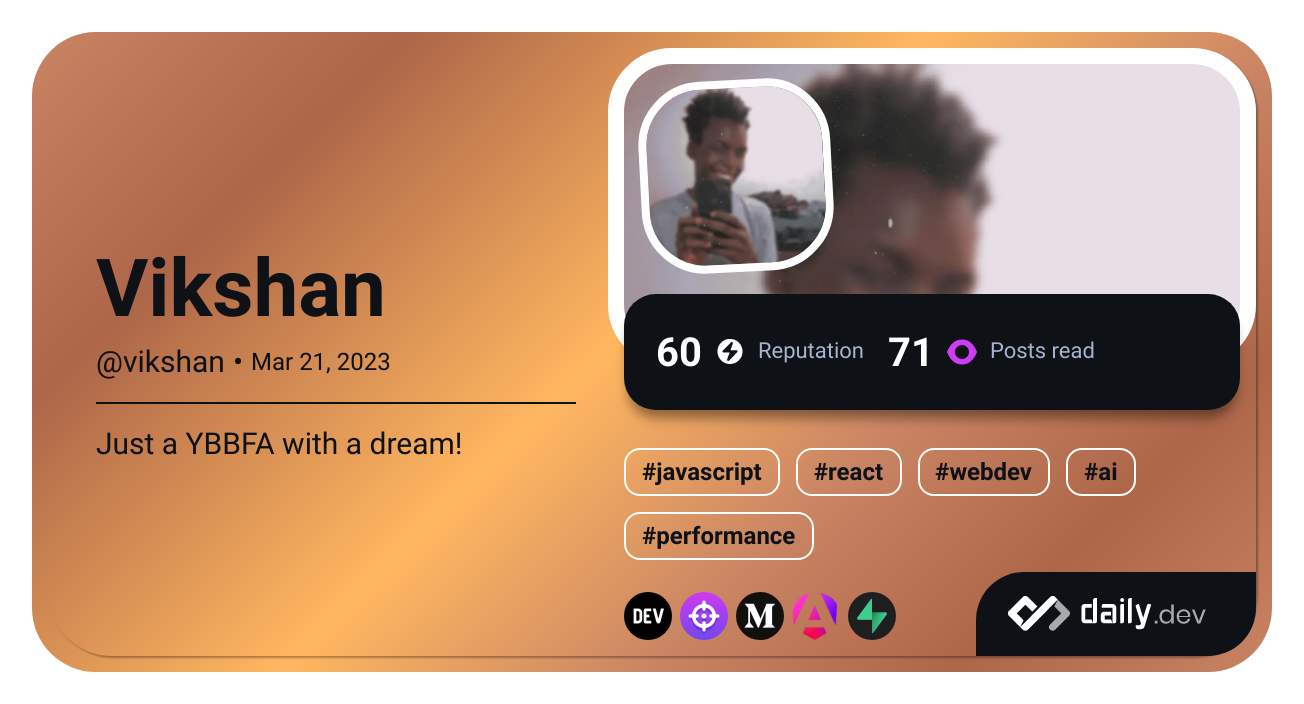 Vikshan
@vikshan • Mar 21, 2023
Just a YBBFA with a dream!
60 Reputation 71 Posts read
#javascript #react #webdev #ai
#performance
DEV M A
daily.dev